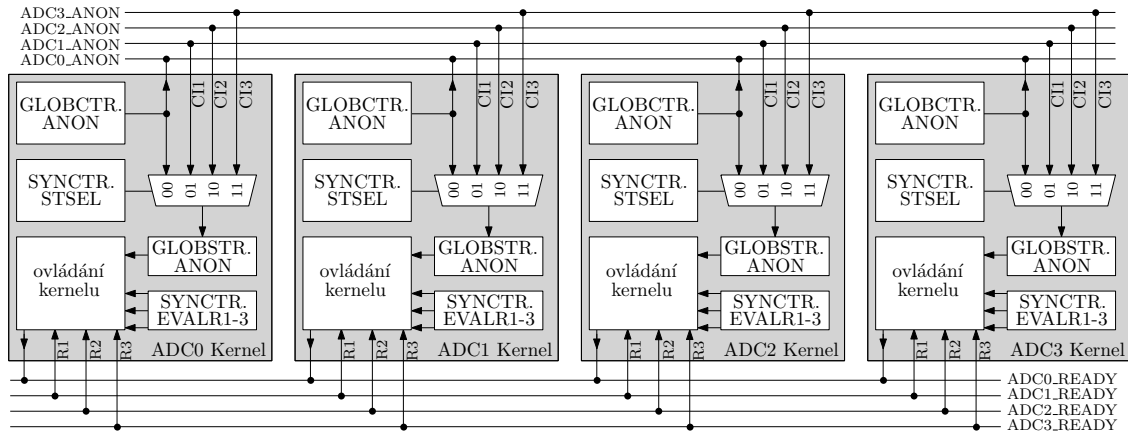 ADC3_ANON
ADC2_ANON
ADC1_ANON
ADC0_ANON
GLOBCTR.
ANON
CI1
CI2
CI3
SYNCTR.
STSEL
00
01
10
11
GLOBSTR.
ANON
ovládání
kernelu
SYNCTR.
EVALR1-3
R1
R2
R3
ADC0 Kernel
GLOBCTR.
ANON
CI1
CI2
CI3
SYNCTR.
STSEL
00
01
10
11
GLOBSTR.
ANON
ovládání
kernelu
SYNCTR.
EVALR1-3
R1
R2
R3
ADC1 Kernel
GLOBCTR.
ANON
CI1
CI2
CI3
SYNCTR.
STSEL
00
01
10
11
GLOBSTR.
ANON
ovládání
kernelu
SYNCTR.
EVALR1-3
R1
R2
R3
ADC2 Kernel
GLOBCTR.
ANON
CI1
CI2
CI3
SYNCTR.
STSEL
00
01
10
11
GLOBSTR.
ANON
ovládání
kernelu
SYNCTR.
EVALR1-3
R1
R2
R3
ADC3 Kernel
ADC0_READY
ADC1_READY
ADC2_READY
ADC3_READY